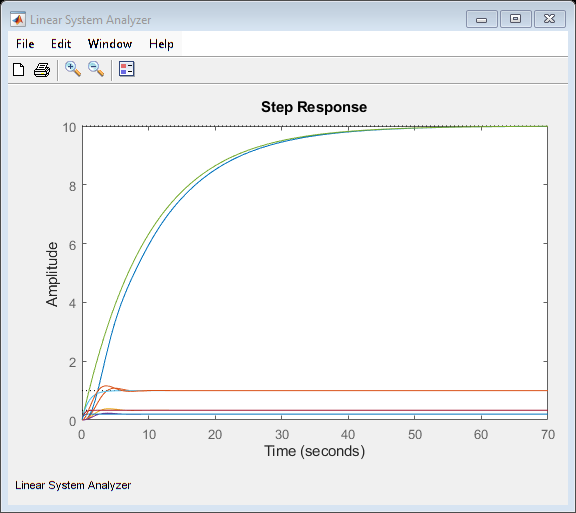 Linear System Analyzer
File Edit Window Help
Step Response
Amplitude
10
8
6
4
2
0
0 10 20 30 40 50 60 70
Time (seconds)
Linear System Analyzer